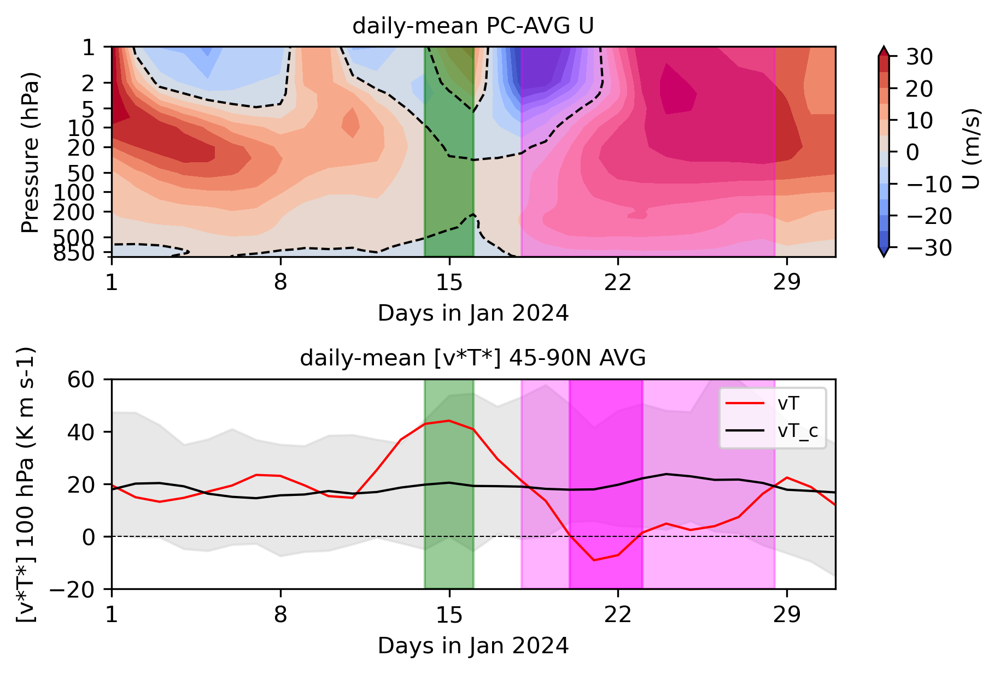 daily-mean PC-AVG U
Pressure (hPa)
1
2
5
10
20
50
100
200
500
850
1 8 15 22 29
Days in Jan 2024
30
20
10
0
−10
−20
−30
U (m/s)
daily-mean [v*T*] 45-90N AVG
[v*T*] 100 hPa (K m s-1)
60
40
20
0
−20
vT
vT_c
1 8 15 22 29
Days in Jan 2024